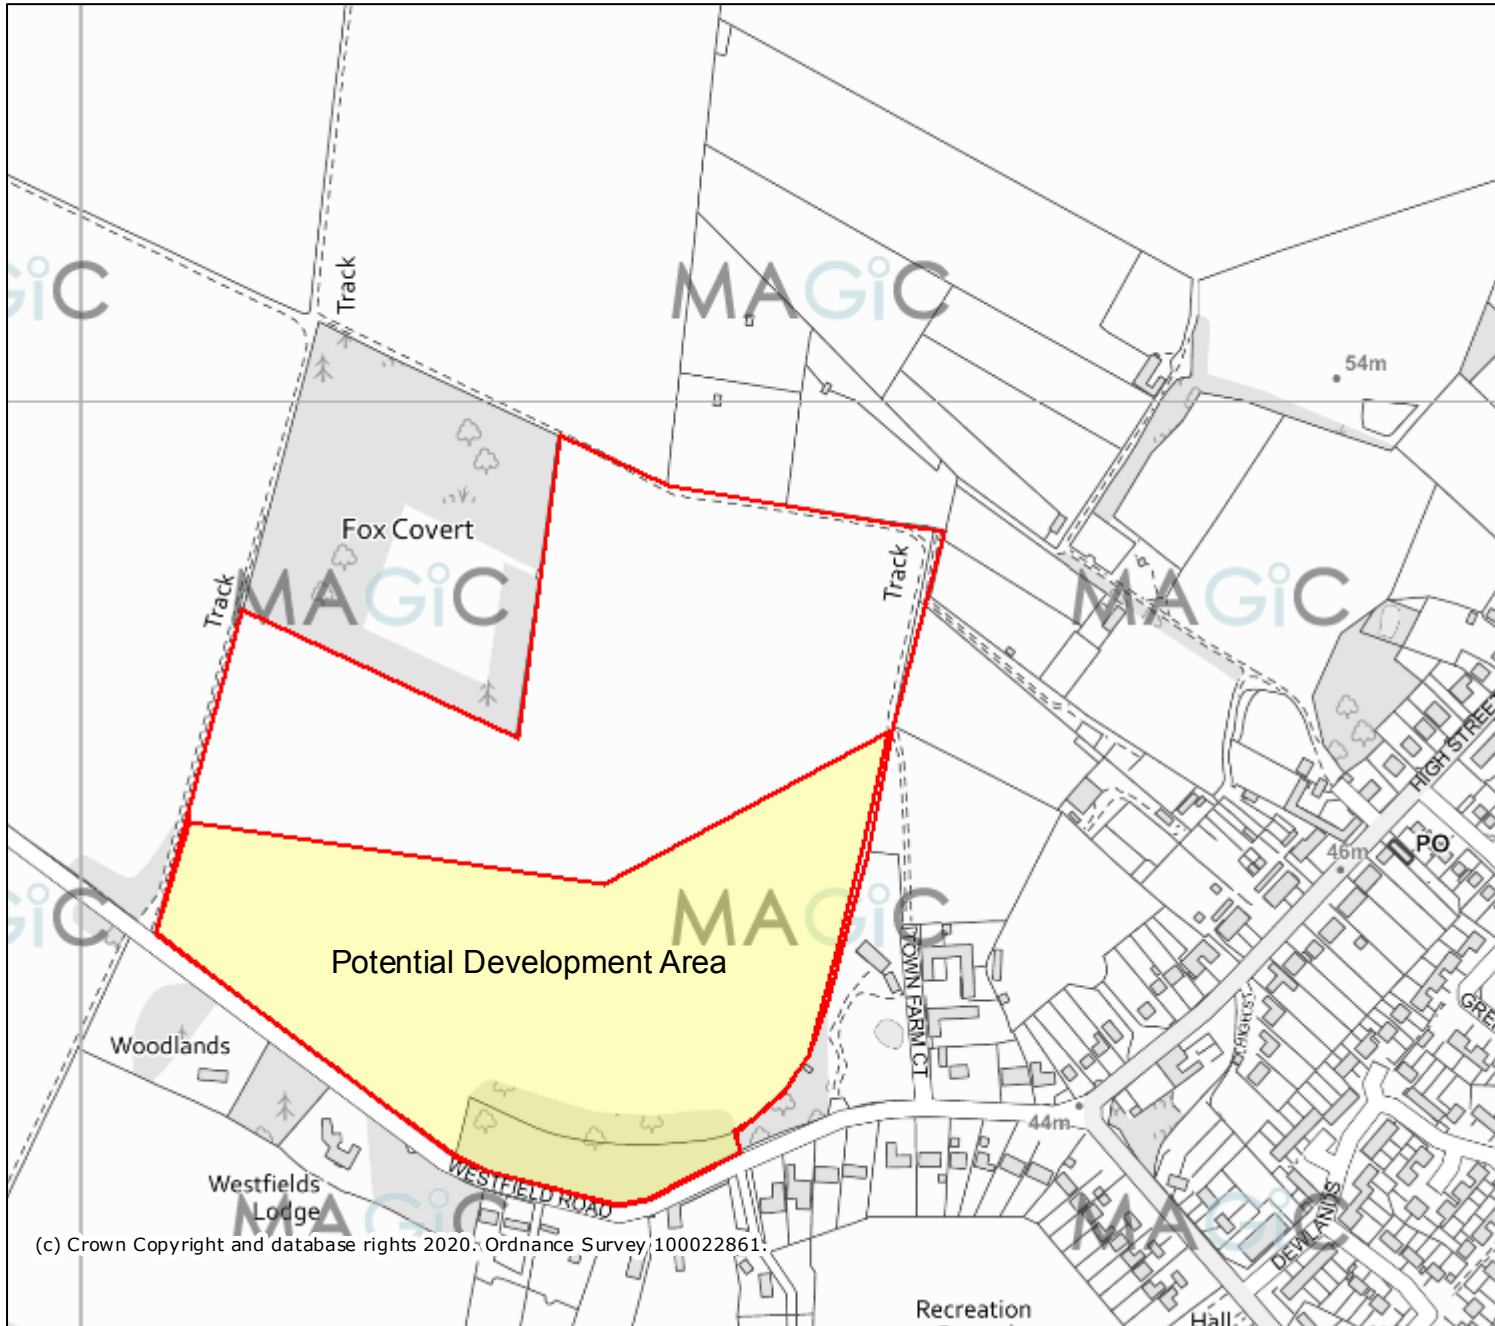 Track
MAGiC
GiC
54m
Fox Covert
Track
Track
MAGiC
MAGiC
HIGH STREET
PO
46m
GiC
MAGiC
Potential Development Area
TOWN FARM CT
Woodlands
44m
WESTFIELD ROAD
Westfields
Lodge
MAGiC
MAGiC
DEWLANDS
(c) Crown Copyright and database rights 2020. Ordnance Survey 100022861.
Recreation
Hall